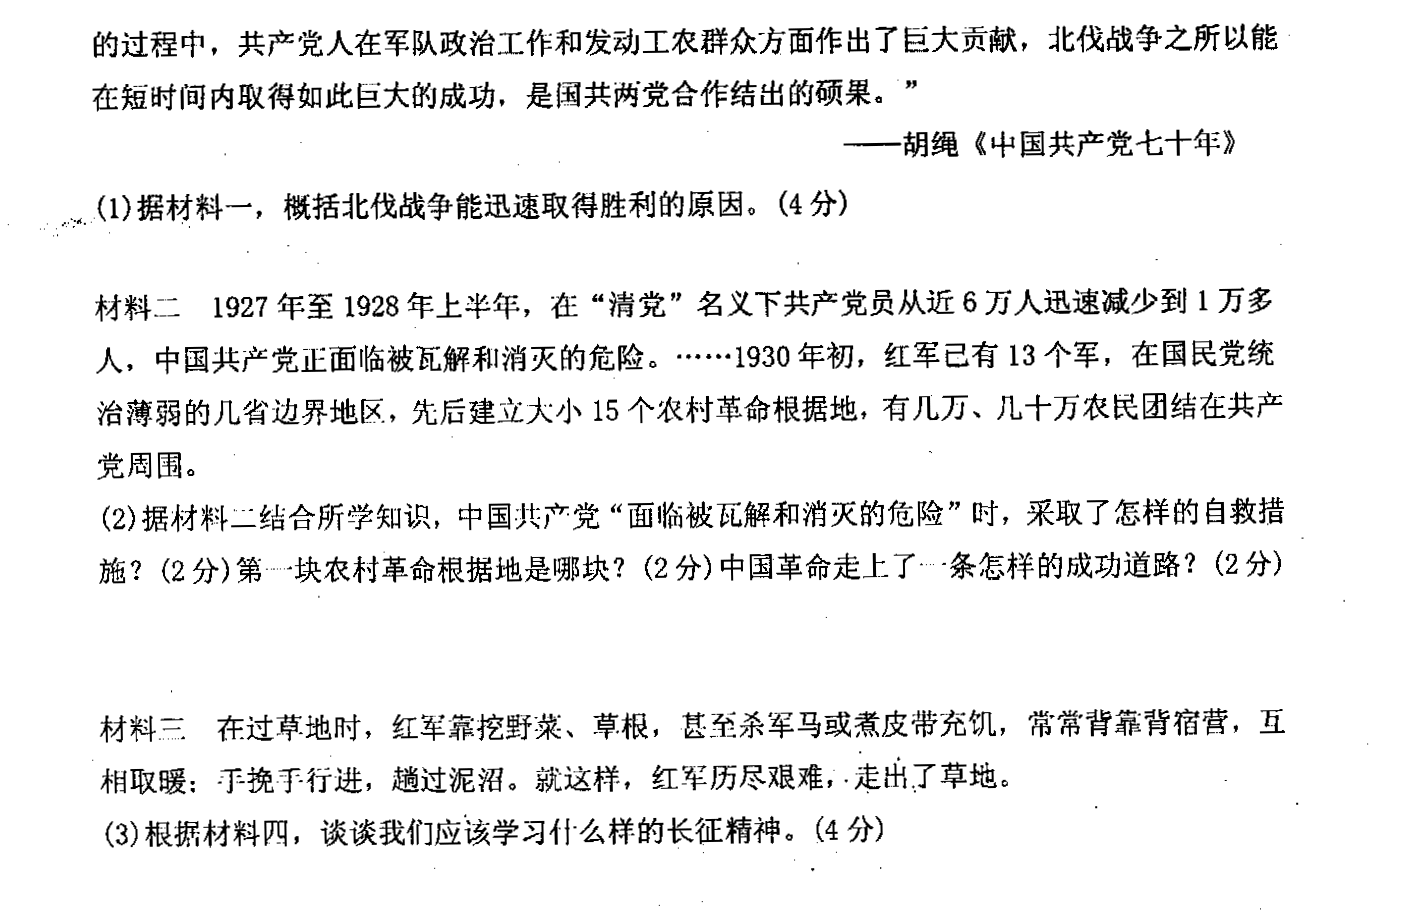 的过程中，共产党人在军队政治工作和发动工农群众方面作出了巨大贡献，北伐战争之所以能
在短时间内取得如此巨大的成功，是国共两党合作结出的硕果。”
——胡绳《中国共产党七十年》
(1)据材料一，概括北伐战争能迅速取得胜利的原因。(4 分)
材料二　1927 年至 1928 年上半年，在“清党”名义下共产党员从近 6 万人迅速减少到 1 万多
人，中国共产党正面临被瓦解和消灭的危险。……1930 年初，红军已有 13 个军，在国民党统
治薄弱的几省边界地区，先后建立大小 15 个农村革命根据地，有几万、几十万农民团结在共产
党周围。
(2)据材料二结合所学知识，中国共产党“面临被瓦解和消灭的危险”时，采取了怎样的自救措
施？(2 分)第一块农村革命根据地是哪块？(2 分)中国革命走上了一条怎样的成功道路？(2 分)
材料三　在过草地时，红军靠挖野菜、草根，甚至杀军马或煮皮带充饥，常常背靠背宿营，互
相取暖；手挽手行进，趟过泥沼。就这样，红军历尽艰难，走出了草地。
(3)根据材料四，谈谈我们应该学习什么样的长征精神。(4 分)